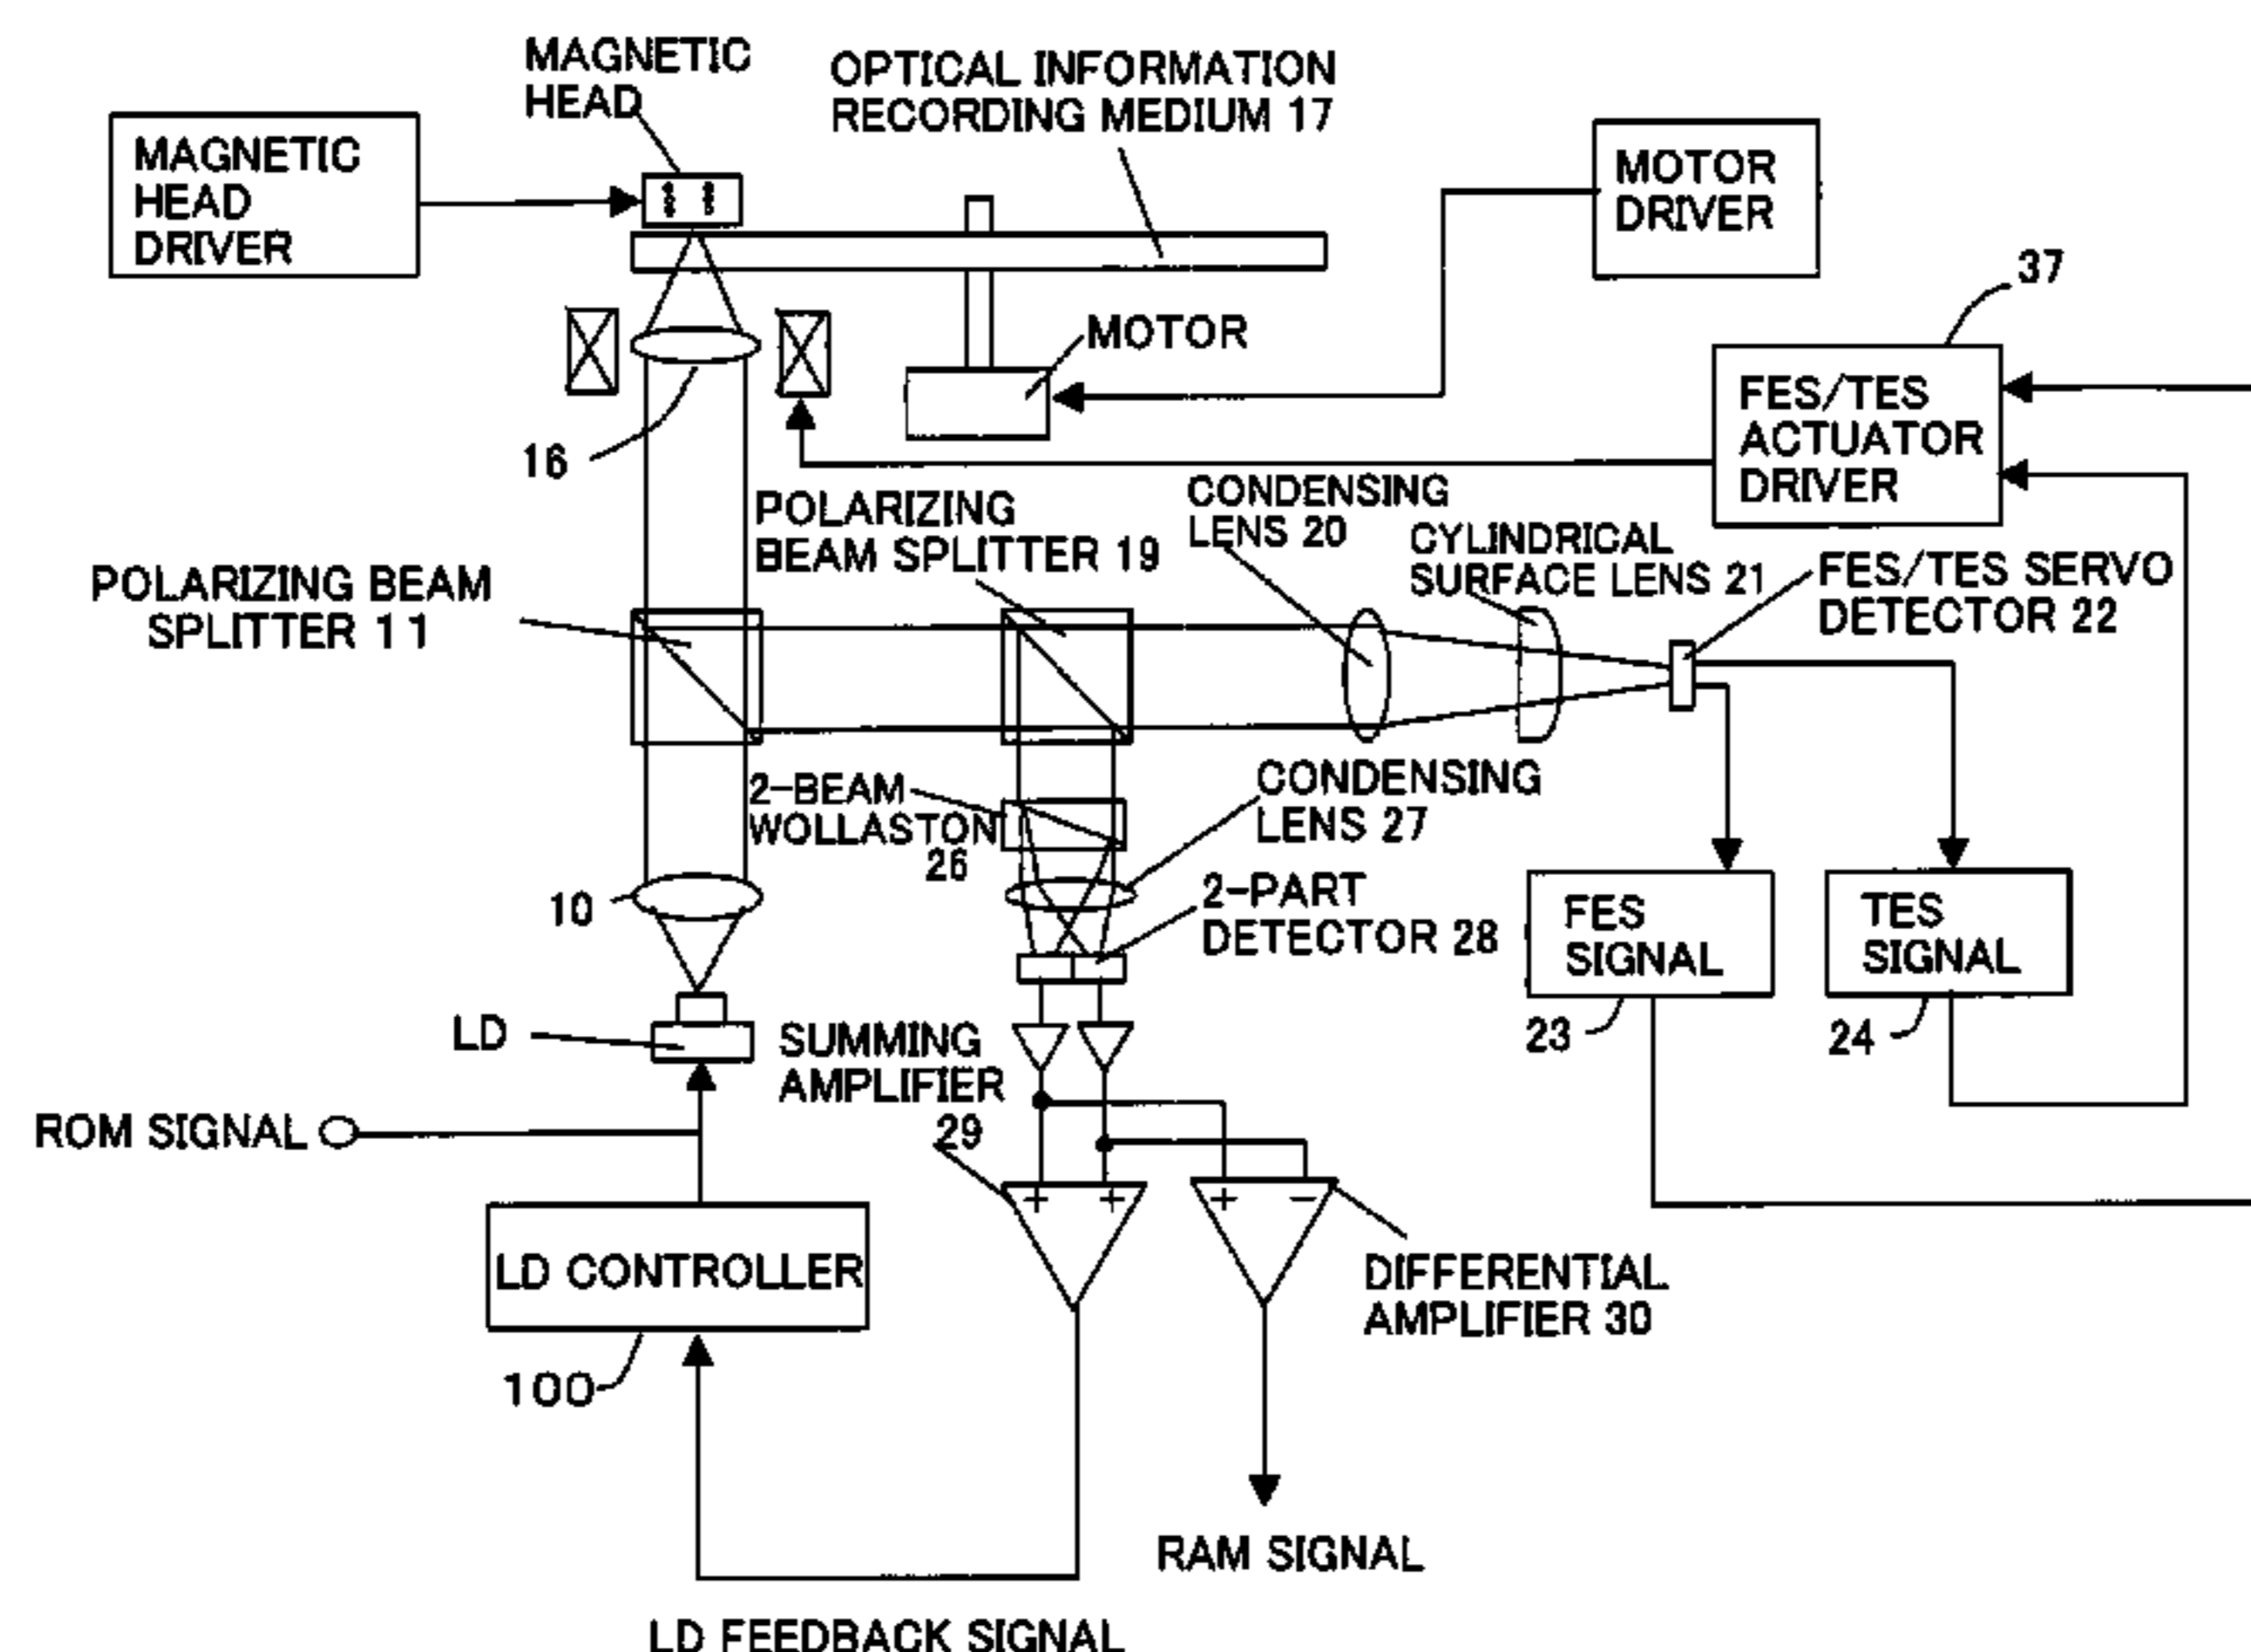 MAGNETIC
HEAD
OPTICAL INFORMATION
RECORDING MEDIUM 17
MAGNETIC
HEAD
DRIVER
MOTOR
DRIVER
37
MOTOR
FES/TES
ACTUATOR
DRIVER
16
CONDENSING
LENS 20
POLARIZING
BEAM SPLITTER 19
CYLINDRICAL
SURFACE LENS 21
FES/TES SERVO
DETECTOR 22
POLARIZING BEAM
SPLITTER 11
2-BEAM
WOLLASTON
26
CONDENSING
LENS 27
10
2-PART
DETECTOR 28
FES
SIGNAL
TES
SIGNAL
23
24
LD
SUMMING
AMPLIFIER
29
ROM SIGNAL
+ +
+ −
LD CONTROLLER
DIFFERENTIAL
AMPLIFIER 30
100
RAM SIGNAL
LD FEEDBACK SIGNAL